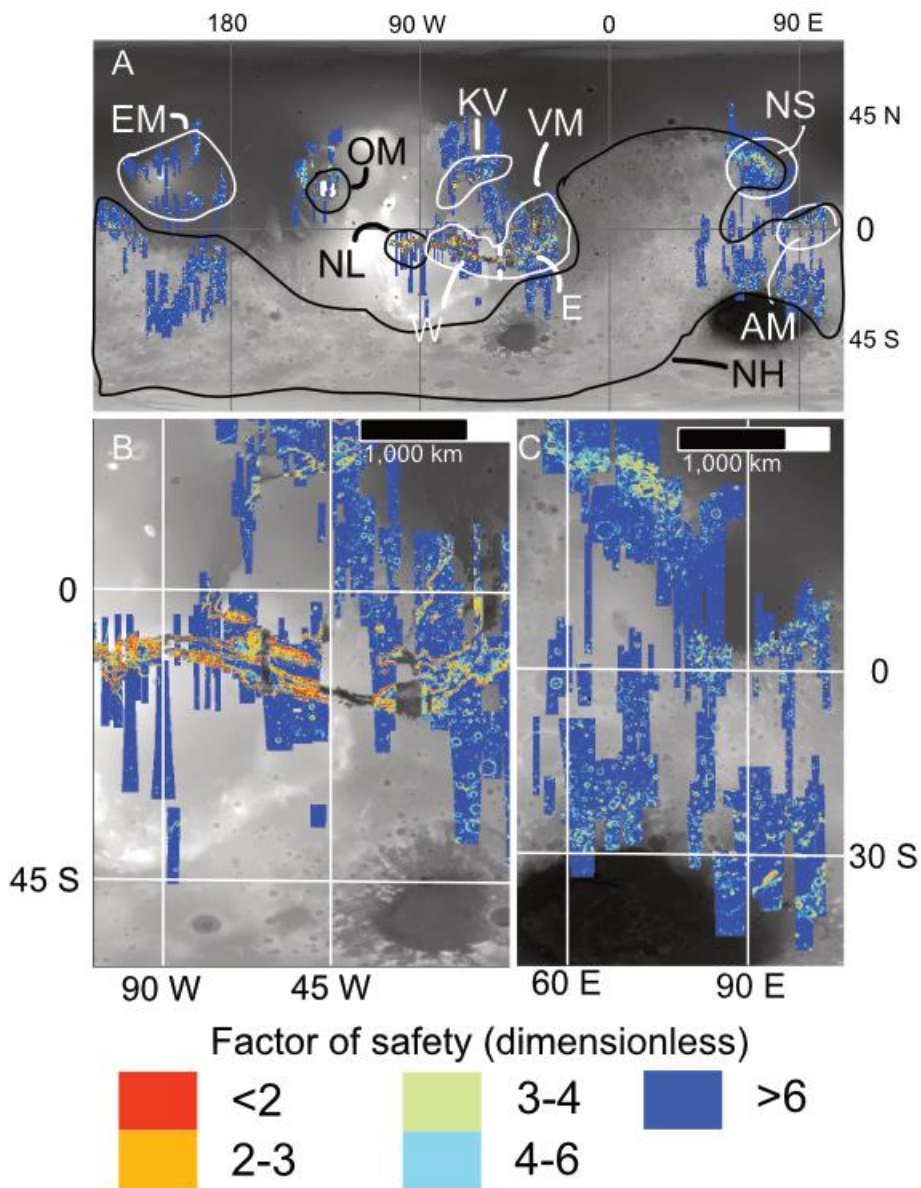 180 90 W 0 90 E
A
EM
OM
KV
VM
NS
45 N
NL
0
W
E
AM
45 S
NH
B
1,000 km
C
1,000 km
0
0
45 S
30 S
90 W 45 W
60 E 90 E
Factor of safety (dimensionless)
<2 3-4 >6
2-3 4-6